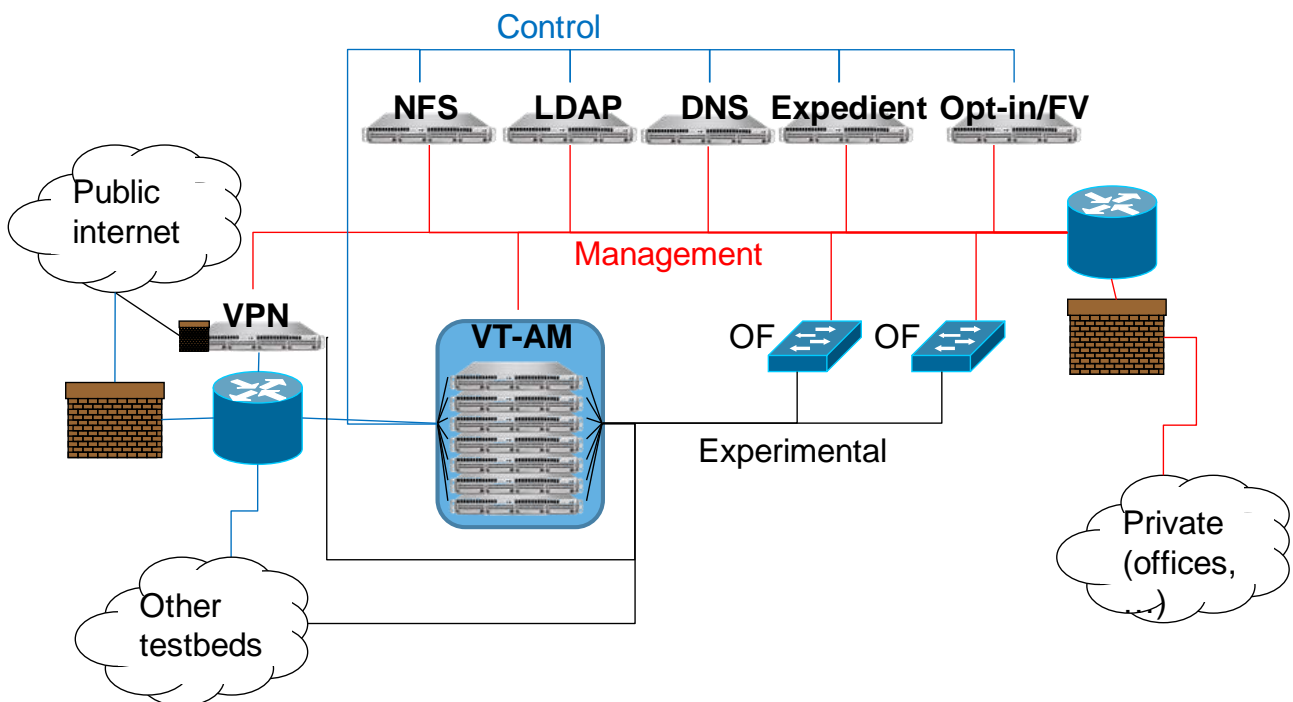 Control
NFS
LDAP
DNS
Expedient
Opt-in/FV
Public
internet
Management
VPN
VT-AM
OF
OF
Experimental
Private
(offices,
…)
Other
testbeds